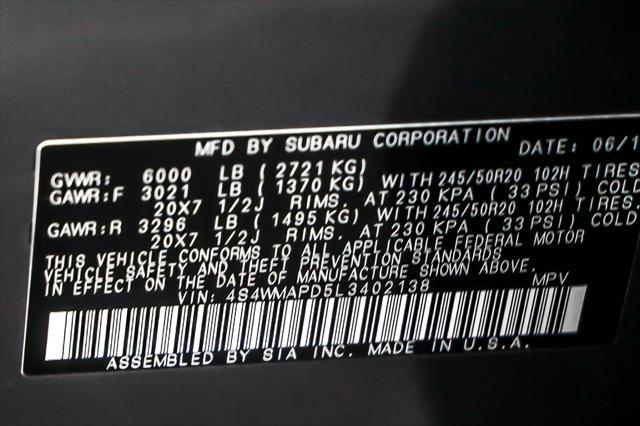 MFD BY SUBARU CORPORATION DATE: 06/1
GVWR: 6000 LB (2721 KG)
GAWR:F 3021 LB (1370 KG) WITH 245/50R20 102H TIRES
20X7 1/2J RIMS. AT 230 KPA (33 PSI) COLD
GAWR:R 3296 LB (1495 KG) WITH 245/50R20 102H TIRES.
20X7 1/2J RIMS. AT 230 KPA (33 PSI) COLD
THIS VEHICLE CONFORMS TO ALL APPLICABLE FEDERAL MOTOR
VEHICLE SAFETY AND THEFT PREVENTION STANDARDS
IN EFFECT ON DATE OF MANUFACTURE SHOWN ABOVE.
VIN: 4S4WMAPD5L3402138 MPV
ASSEMBLED BY SIA INC. MADE IN U.S.A.